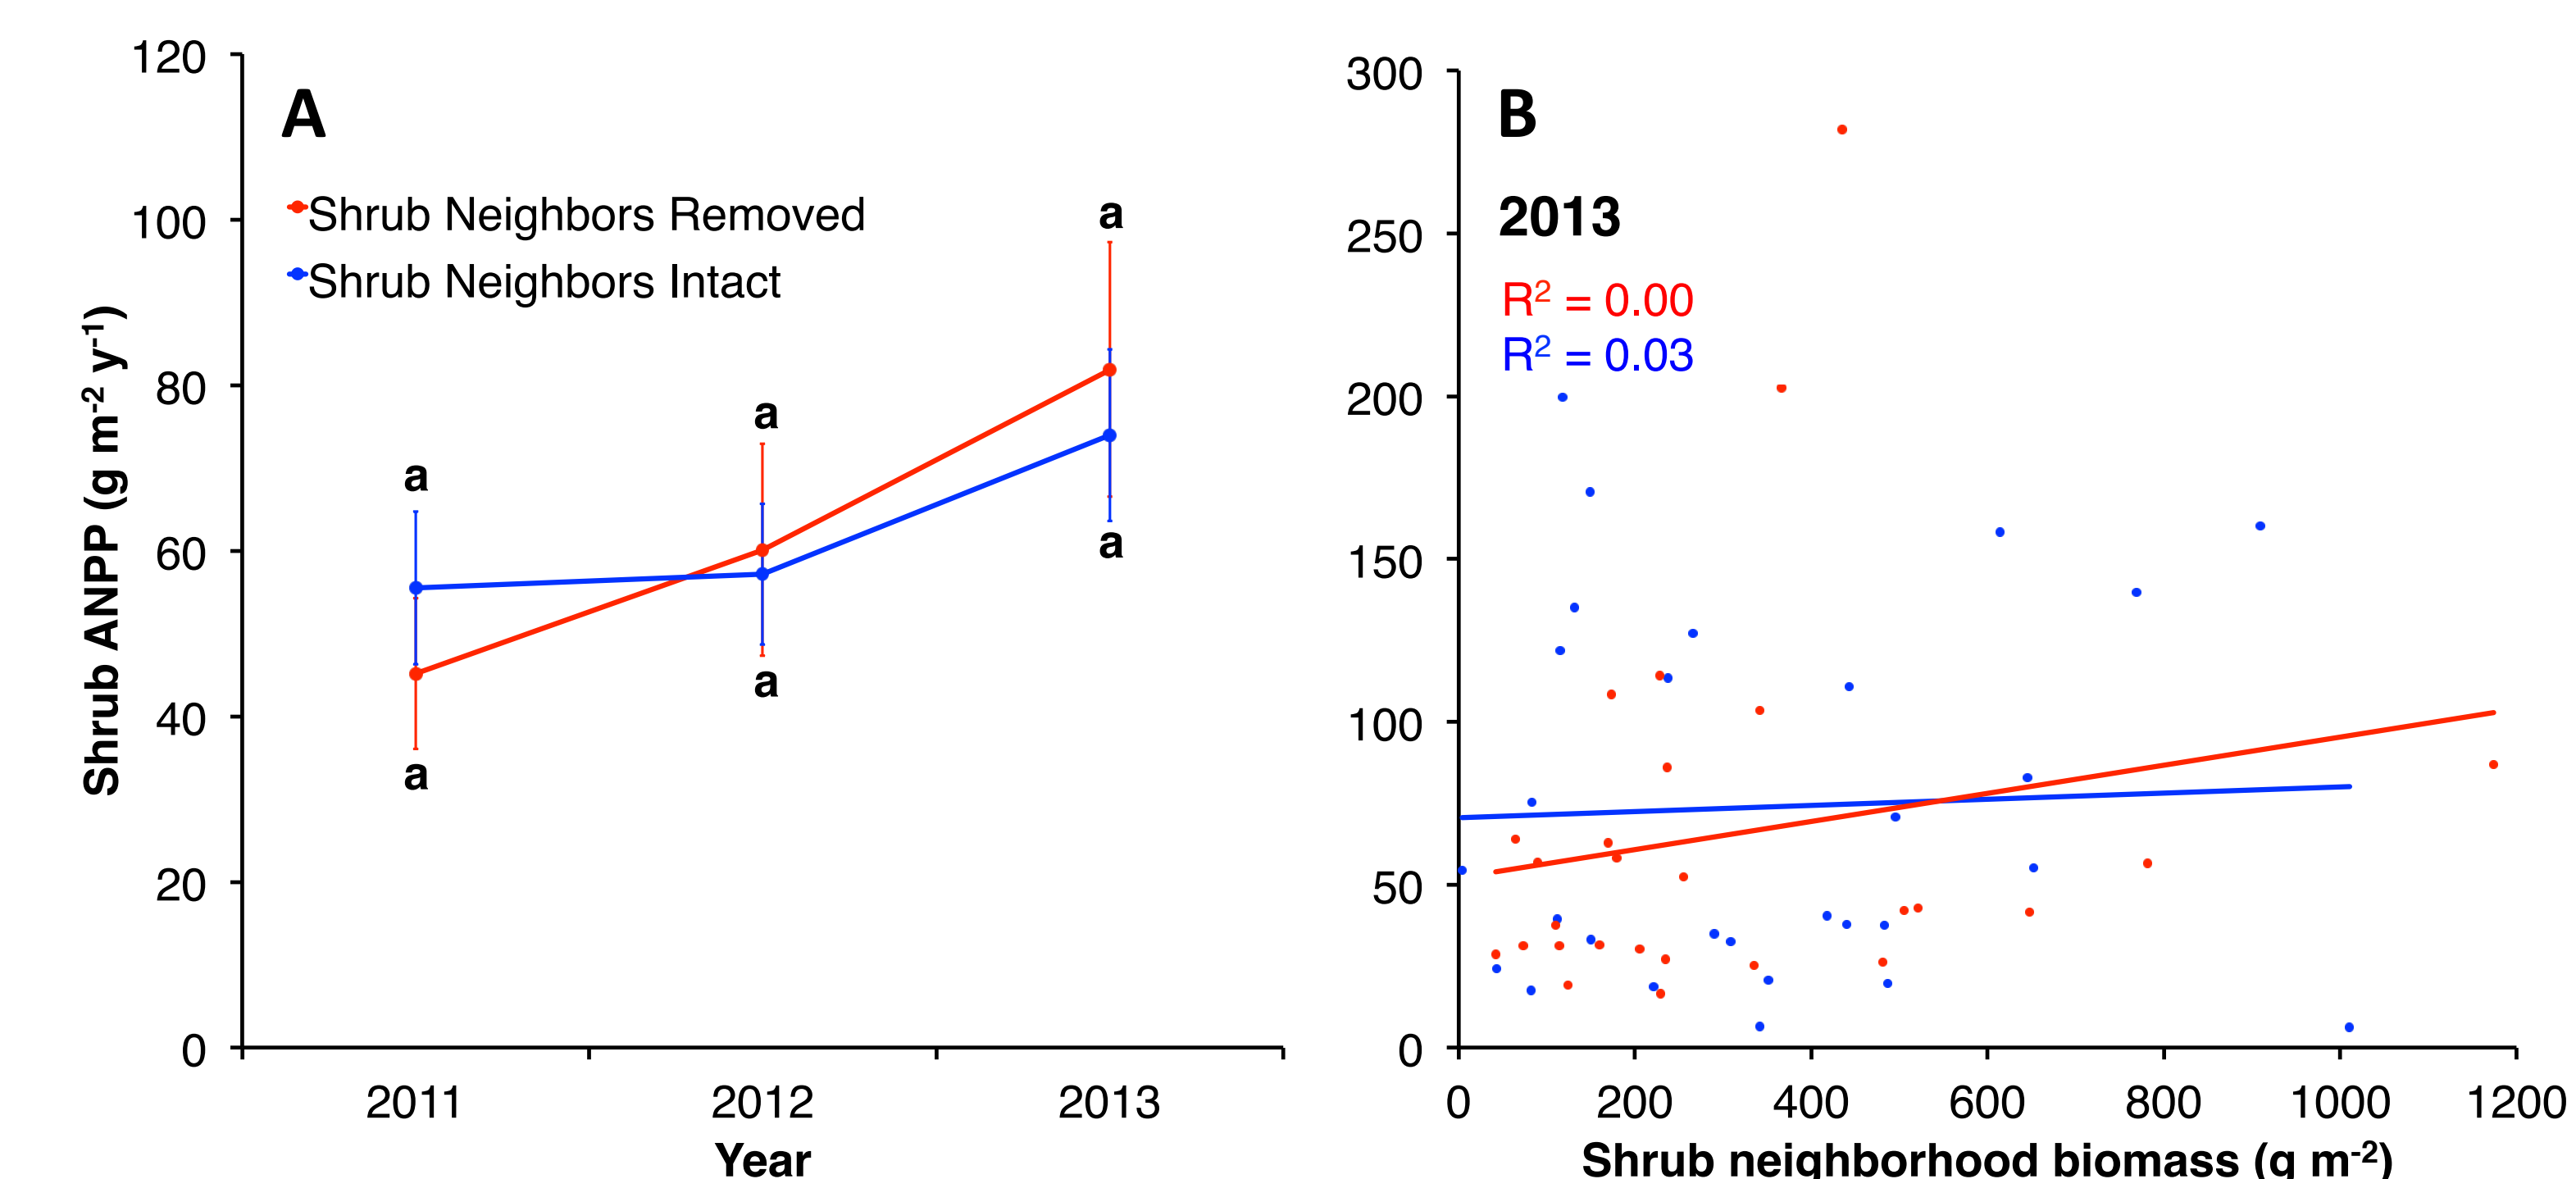 A
Shrub Neighbors Removed
Shrub Neighbors Intact
120
100
80
60
40
20
0
Shrub ANPP (g m⁻² y⁻¹)
a
a
a
a
a
a
2011 2012 2013
Year
B
2013
R² = 0.00
R² = 0.03
300
250
200
150
100
50
0
0 200 400 600 800 1000 1200
Shrub neighborhood biomass (g m⁻²)